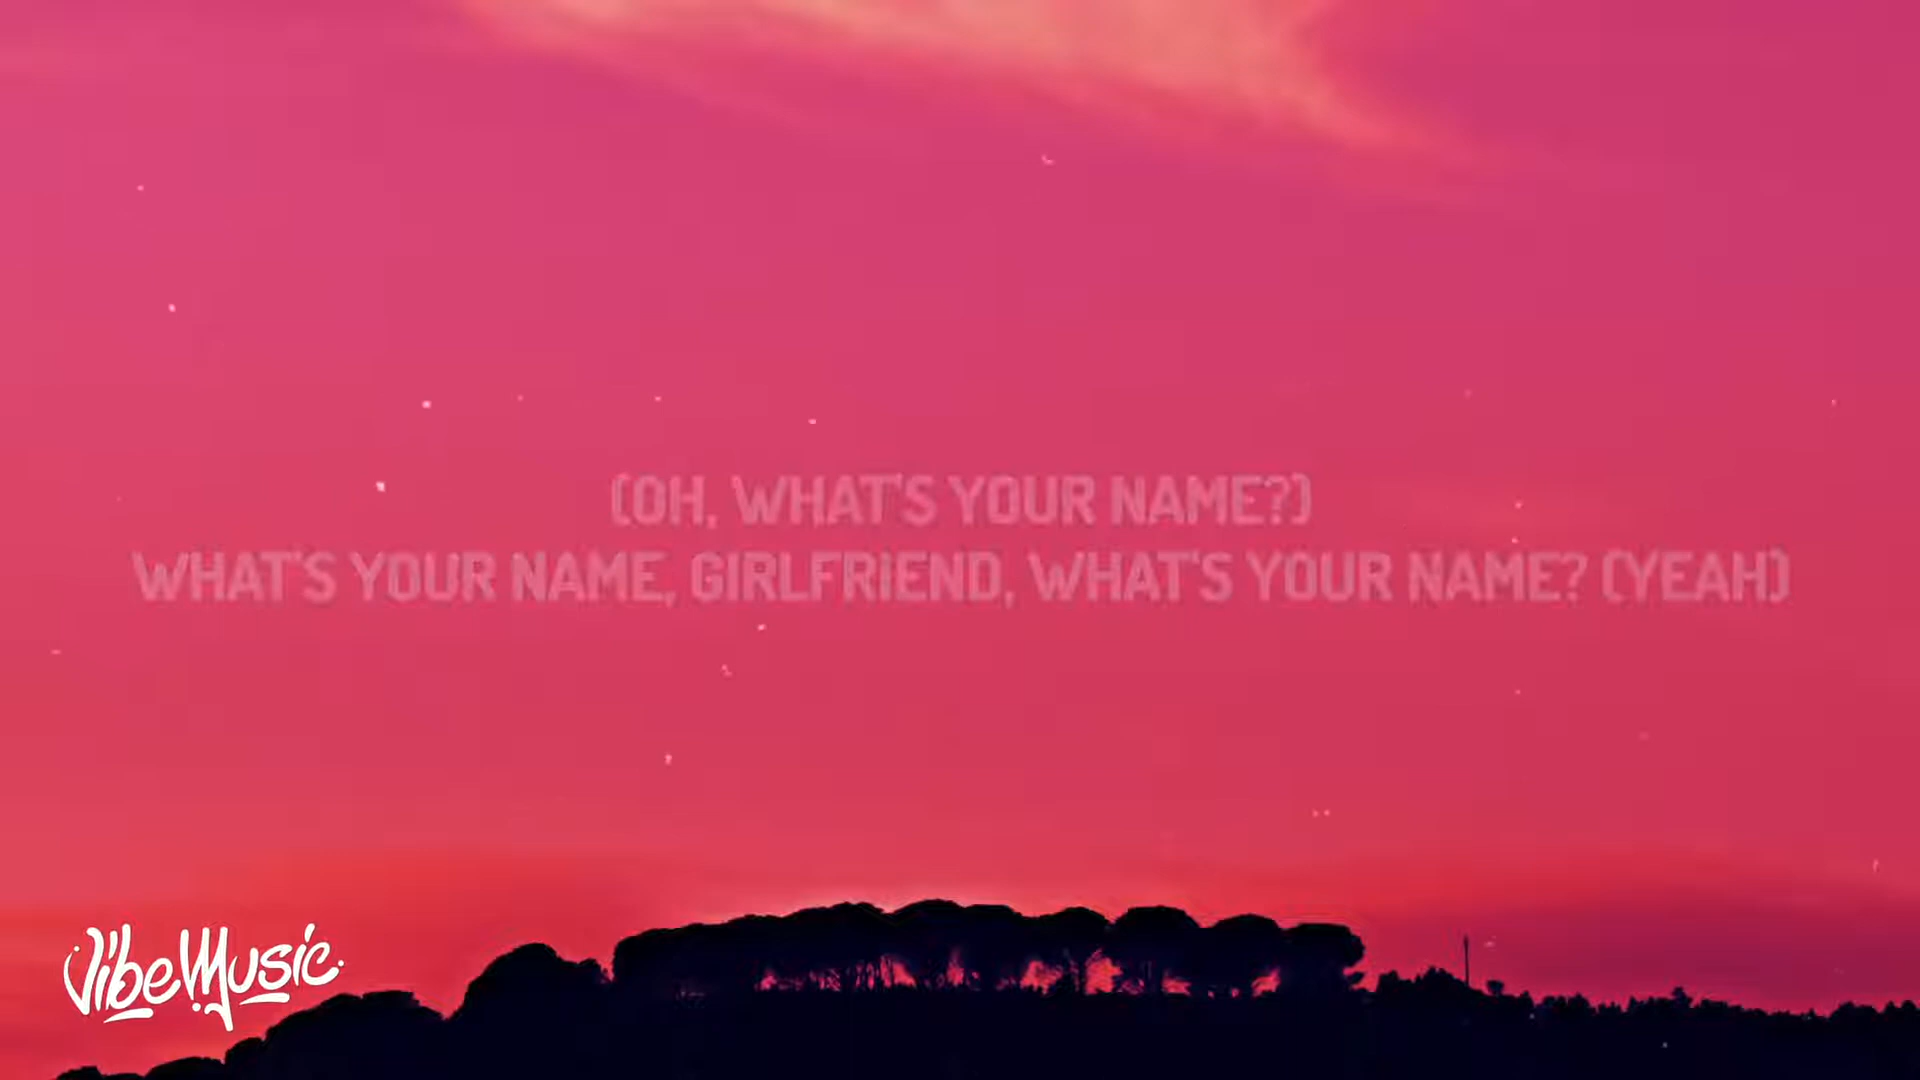 (OH, WHAT'S YOUR NAME?)
WHAT'S YOUR NAME, GIRLFRIEND, WHAT'S YOUR NAME? (YEAH)
VibeMusic